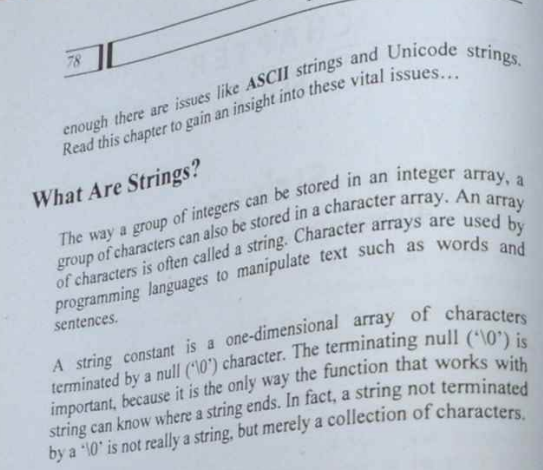 78
enough there are issues like ASCII strings and Unicode strings.
Read this chapter to gain an insight into these vital issues...
What Are Strings?
The way a group of integers can be stored in an integer array, a
group of characters can also be stored in a character array. An array
of characters is often called a string. Character arrays are used by
programming languages to manipulate text such as words and
sentences.
A string constant is a one-dimensional array of characters
terminated by a null ('\0') character. The terminating null ('\0') is
important, because it is the only way the function that works with
string can know where a string ends. In fact, a string not terminated
by a '\0' is not really a string, but merely a collection of characters.